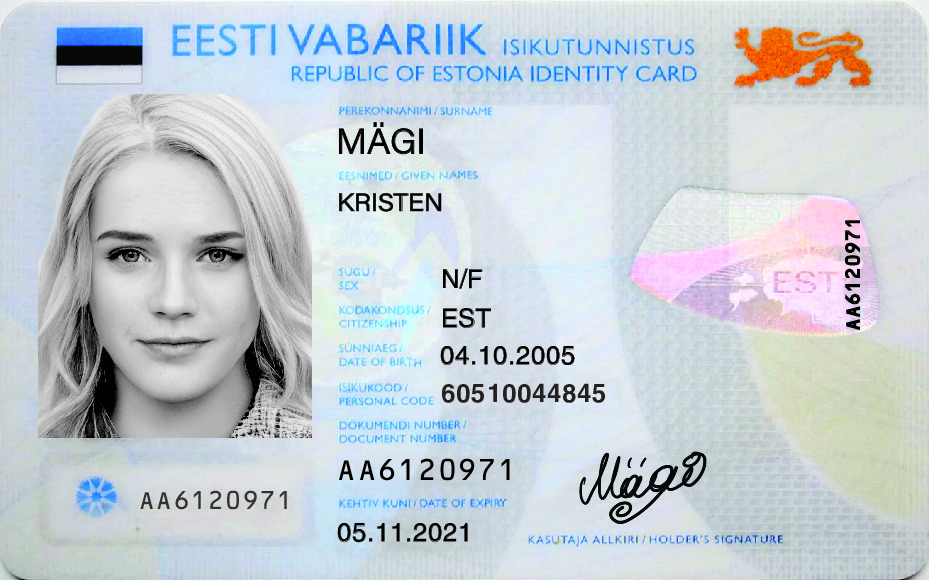 EESTI VABARIIK ISIKUTUNNISTUS
REPUBLIC OF ESTONIA IDENTITY CARD
PEREKONNANIMI / SURNAME
MÄGI
EESNIMED / GIVEN NAMES
KRISTEN
SUGU /
SEX
N/F
KODAKONDSUS /
CITIZENSHIP
EST
SÜNNIAEG /
DATE OF BIRTH
04.10.2005
ISIKUKOOD /
PERSONAL CODE
60510044845
DOKUMENDI NUMBER /
DOCUMENT NUMBER
AA6120971
KEHTIV KUNI / DATE OF EXPIRY
05.11.2021
AA6120971
EST
AA6120971
Mägi
KASUTAJA ALLKIRI / HOLDER'S SIGNATURE